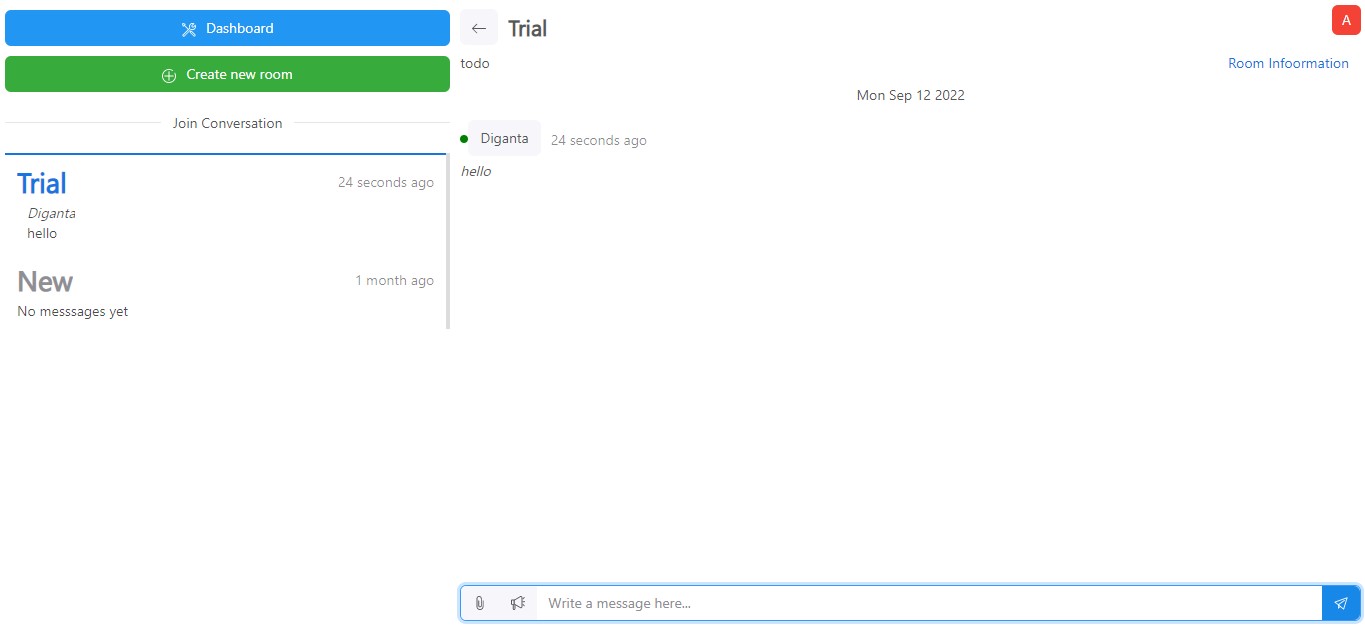 Dashboard
Create new room
Join Conversation
Trial
24 seconds ago
Diganta
hello
New
1 month ago
No messsages yet
Trial
A
todo
Room Infoormation
Mon Sep 12 2022
Diganta
24 seconds ago
hello
Write a message here...